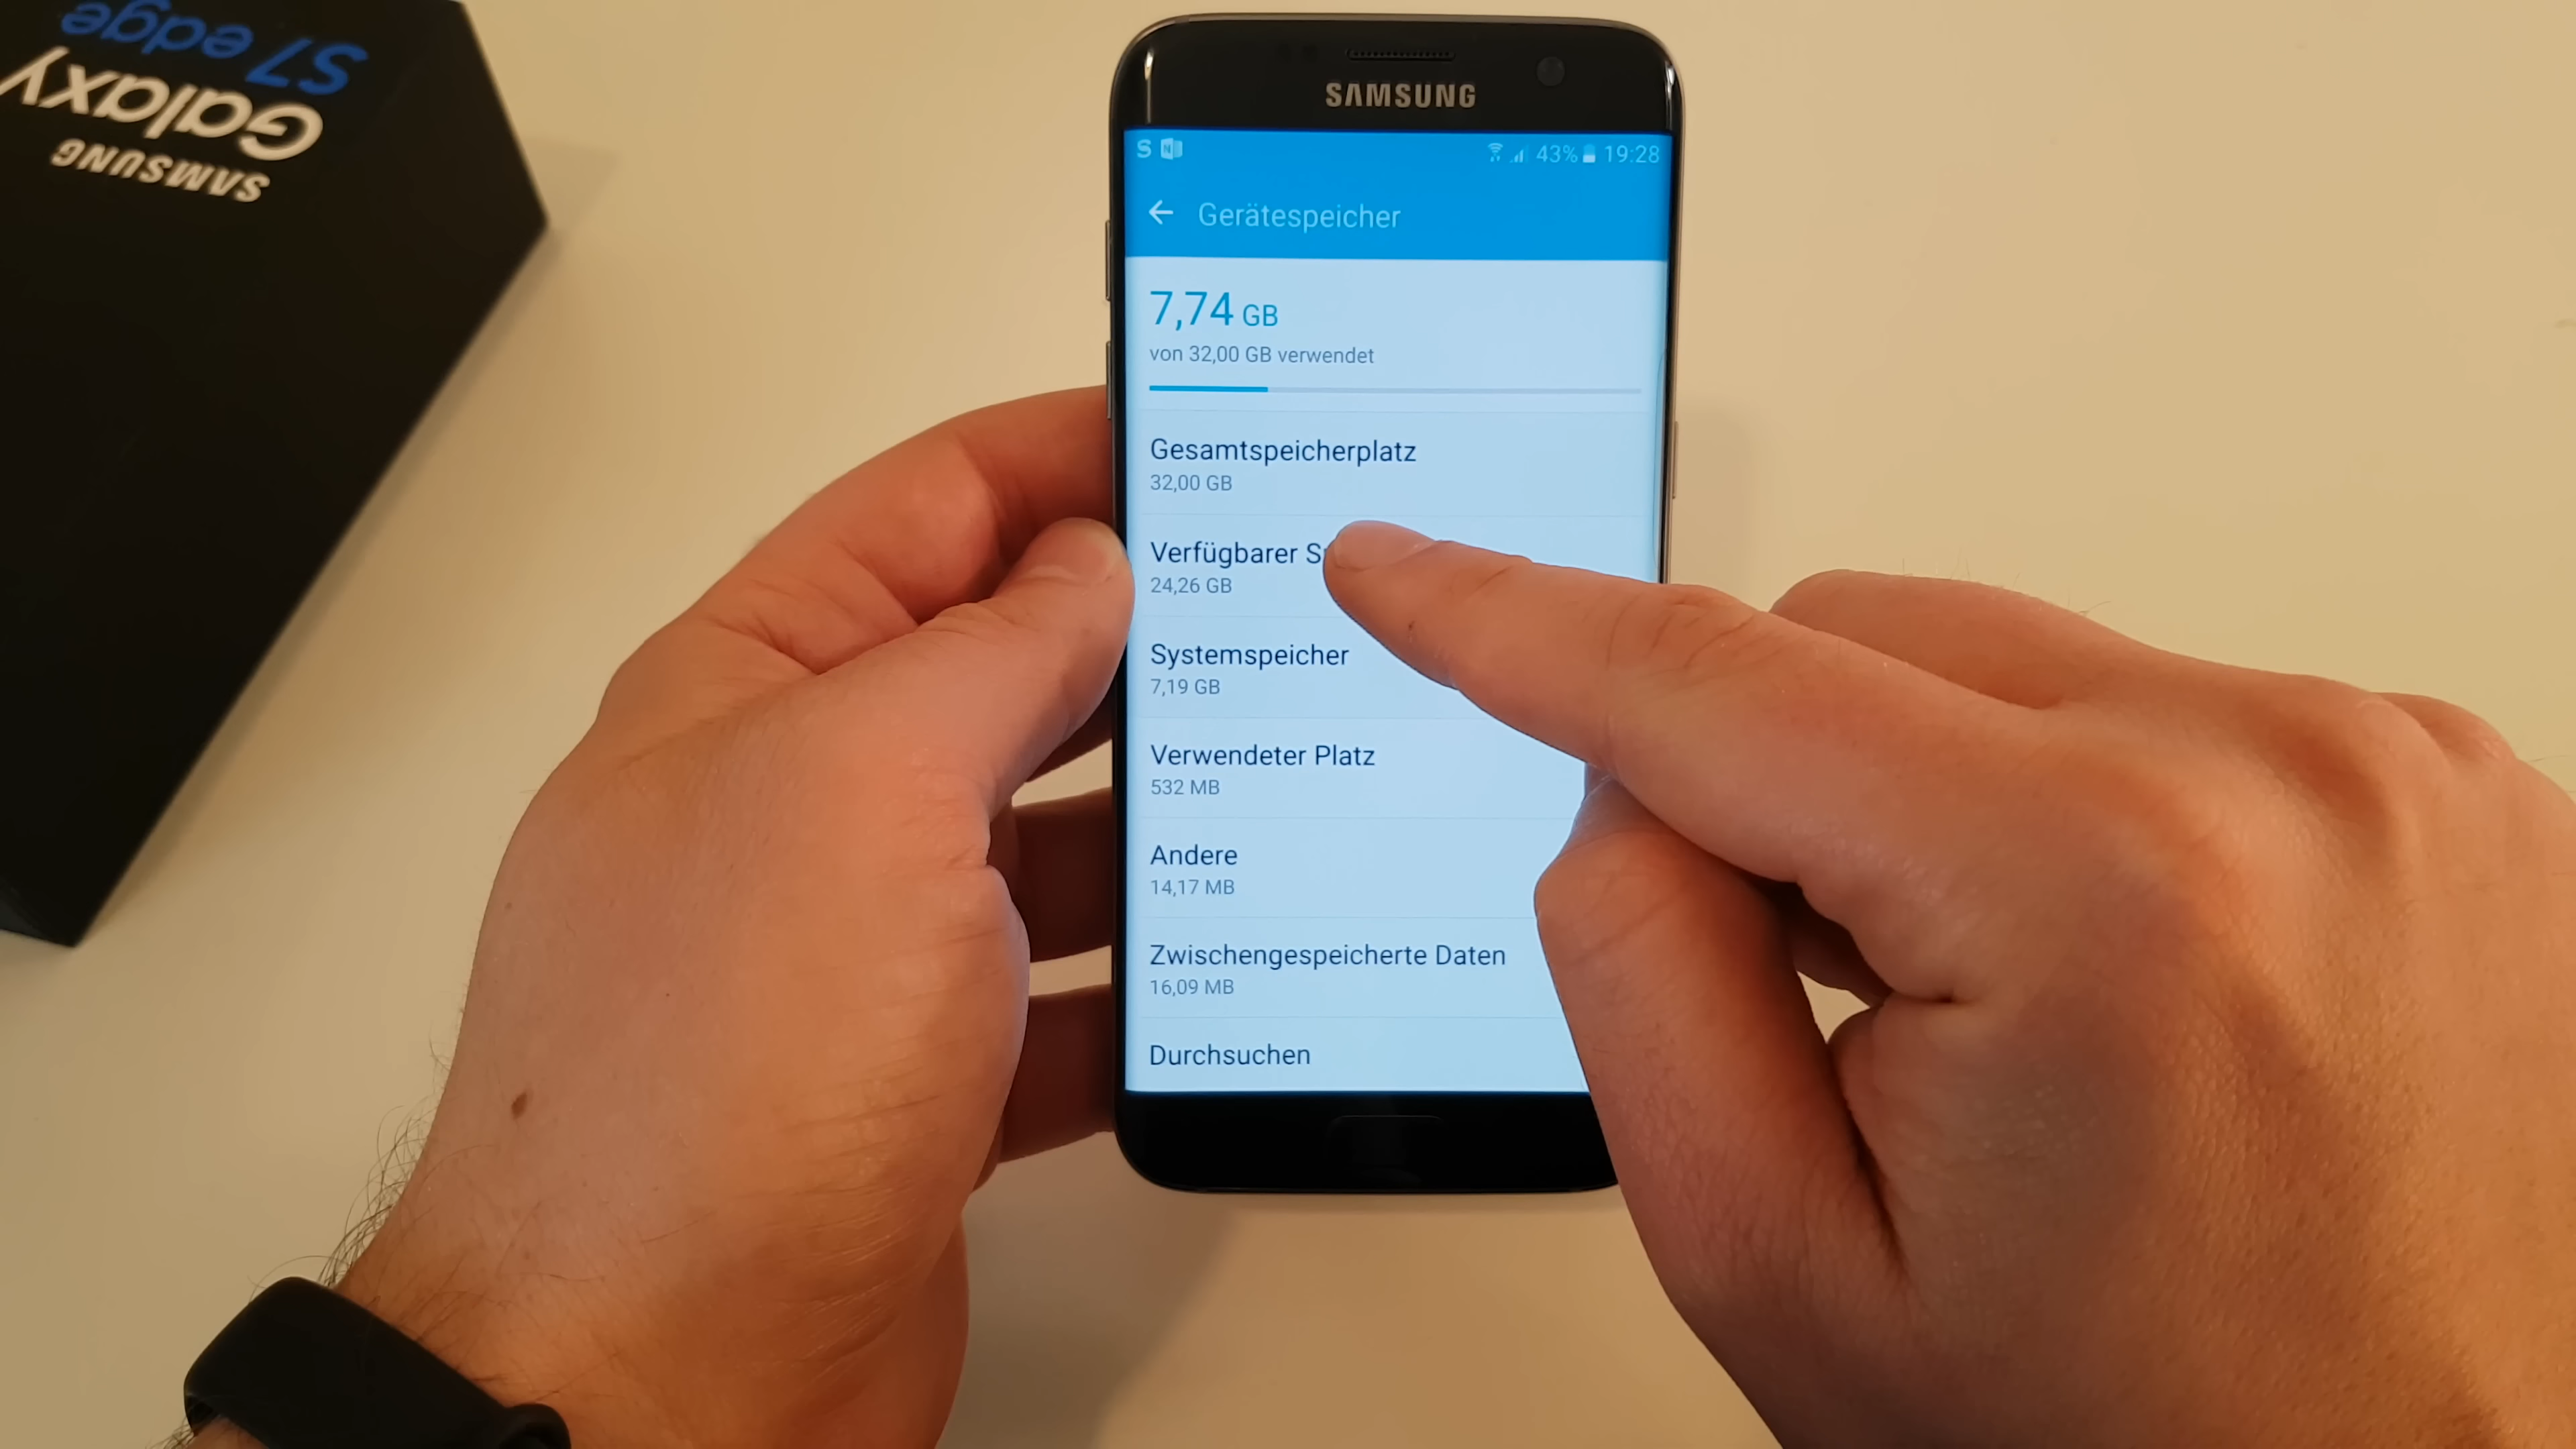 SAMSUNG
Galaxy
S7 edge
SAMSUNG
S N 43% 19:28
Gerätespeicher
7,74 GB
von 32,00 GB verwendet
Gesamtspeicherplatz
32,00 GB
Verfügbarer
24,26 GB
Systemspeicher
7,19 GB
Verwendeter Platz
532 MB
Andere
14,17 MB
Zwischengespeicherte Daten
16,09 MB
Durchsuchen